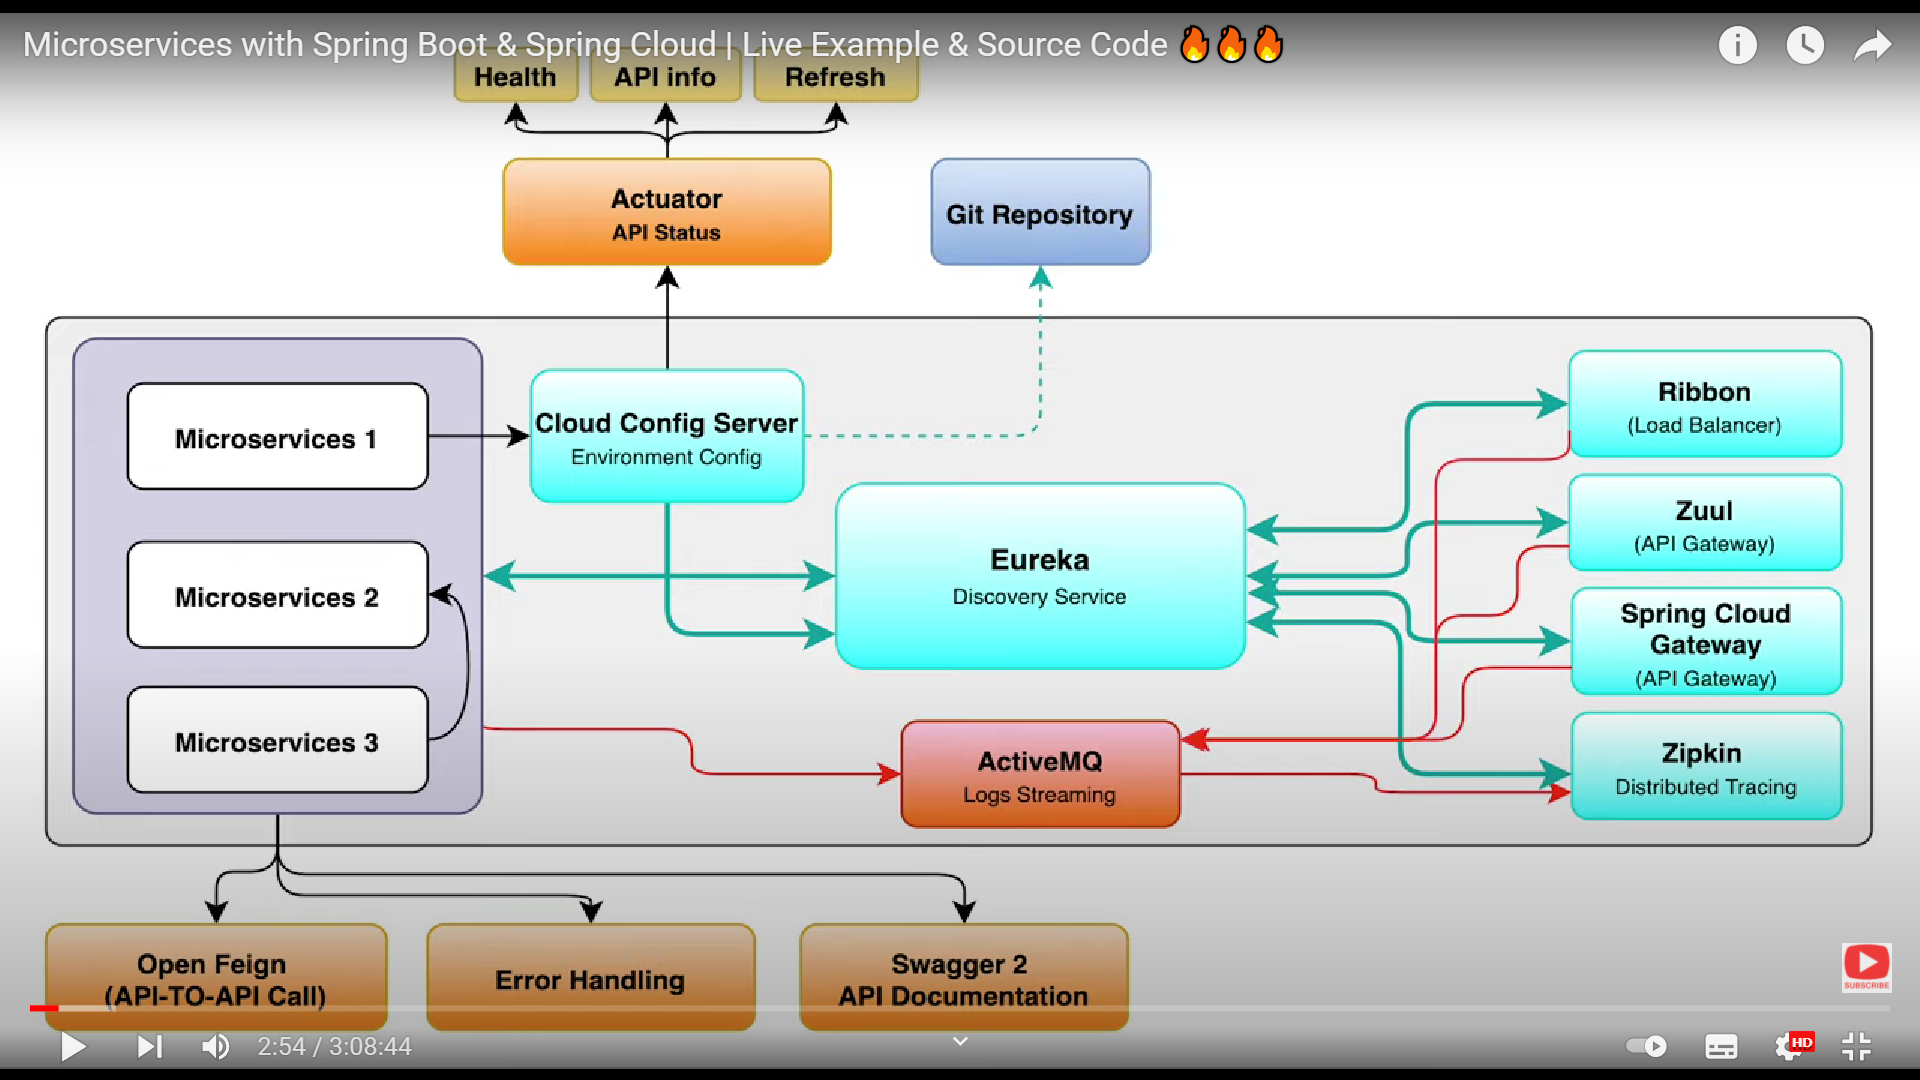 Microservices with Spring Boot & Spring Cloud | Live Example & Source Code 🔥🔥🔥
Health
API info
Refresh
Actuator
API Status
Git Repository
Microservices 1
Cloud Config Server
Environment Config
Ribbon
(Load Balancer)
Zuul
(API Gateway)
Eureka
Discovery Service
Microservices 2
Spring Cloud
Gateway
(API Gateway)
Microservices 3
ActiveMQ
Logs Streaming
Zipkin
Distributed Tracing
Open Feign
(API-TO-API Call)
Error Handling
Swagger 2
API Documentation
SUBSCRIBE
2:54 / 3:08:44
HD